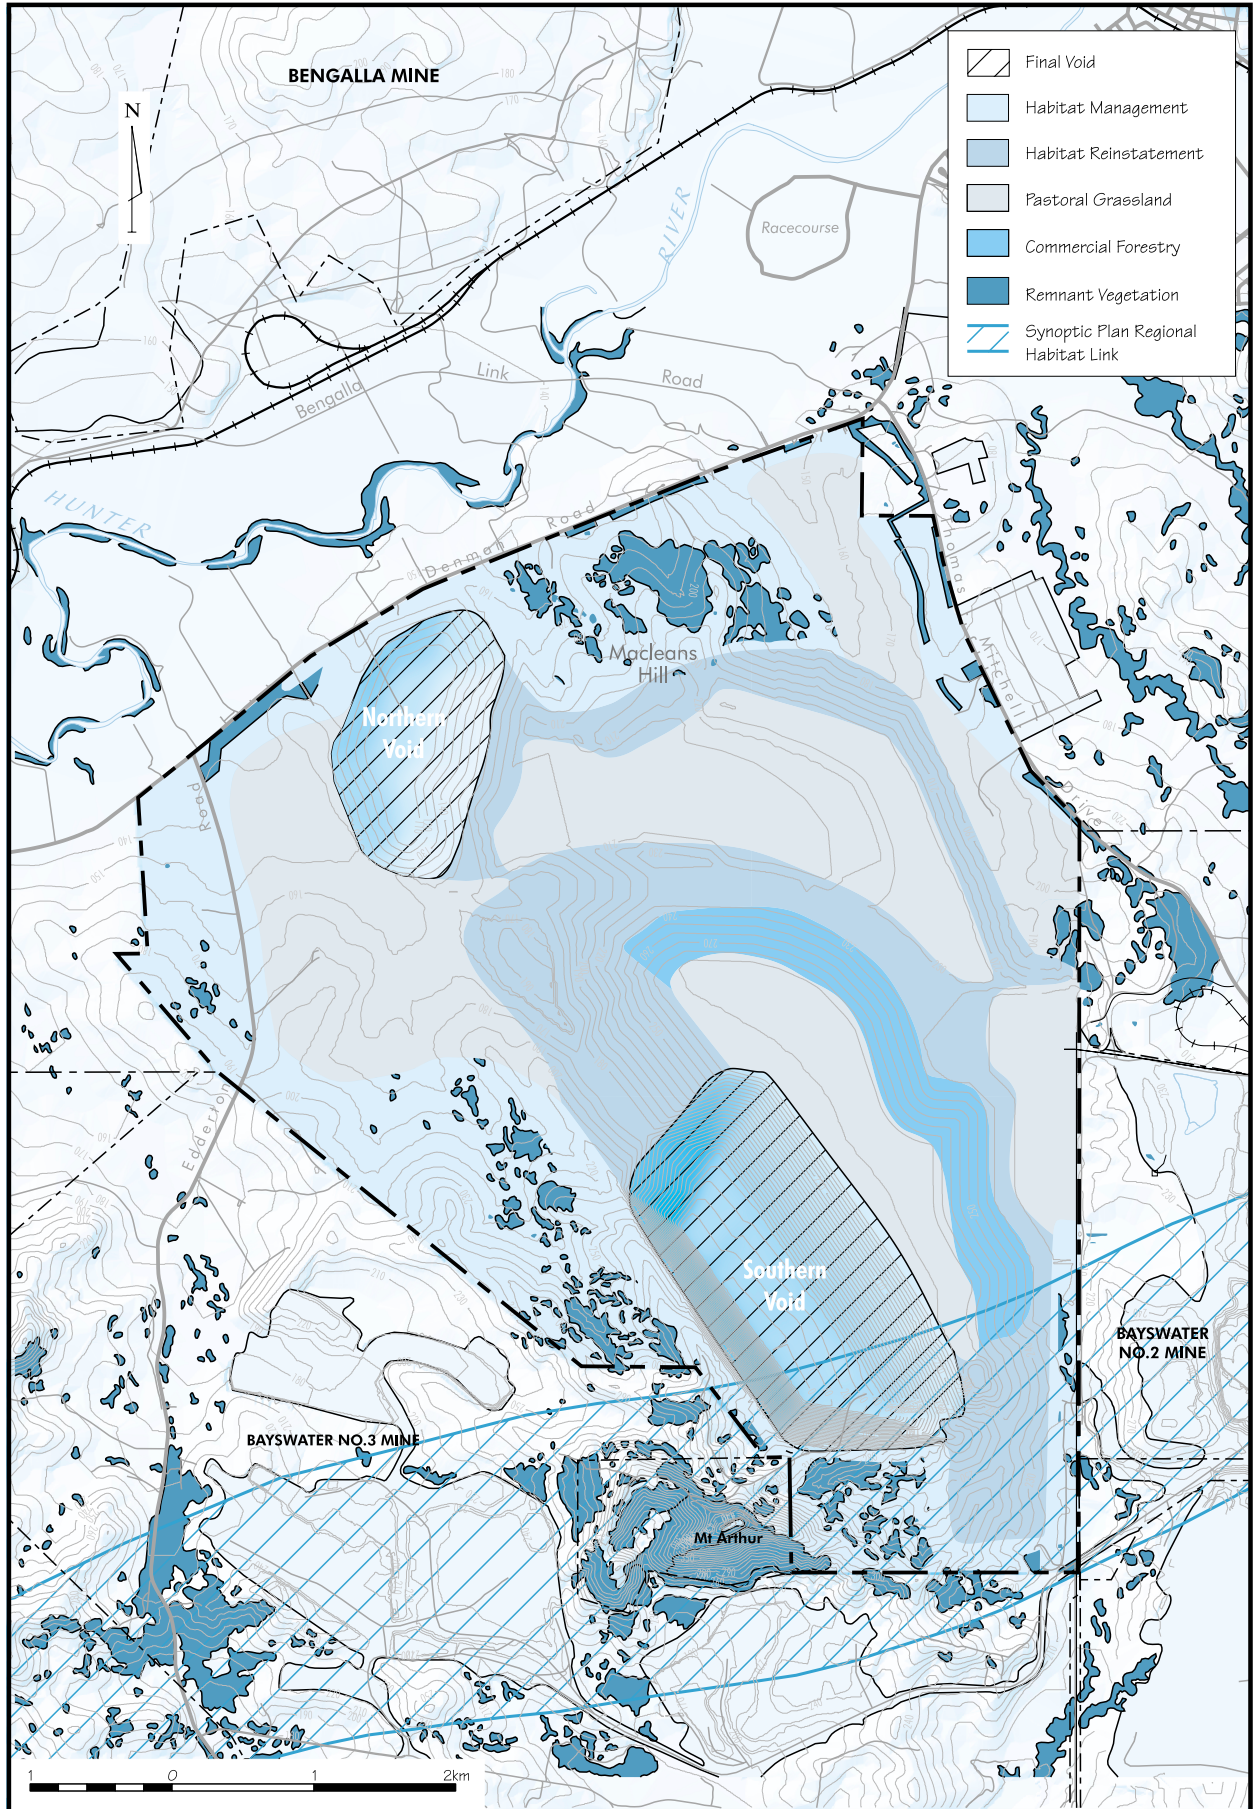 BENGALLA MINE
N
Final Void
Habitat Management
Habitat Reinstatement
Pastoral Grassland
Commercial Forestry
Remnant Vegetation
Synoptic Plan Regional
Habitat Link
RIVER
Racecourse
Link
Road
Bengalla
HUNTER
Denman
Road
Thomas
Mitchell
Drive
Macleans
Hill
Northern
Void
Road
Edderton
Southern
Void
BAYSWATER
NO.2 MINE
BAYSWATER NO.3 MINE
Mt Arthur
1
0
1
2km